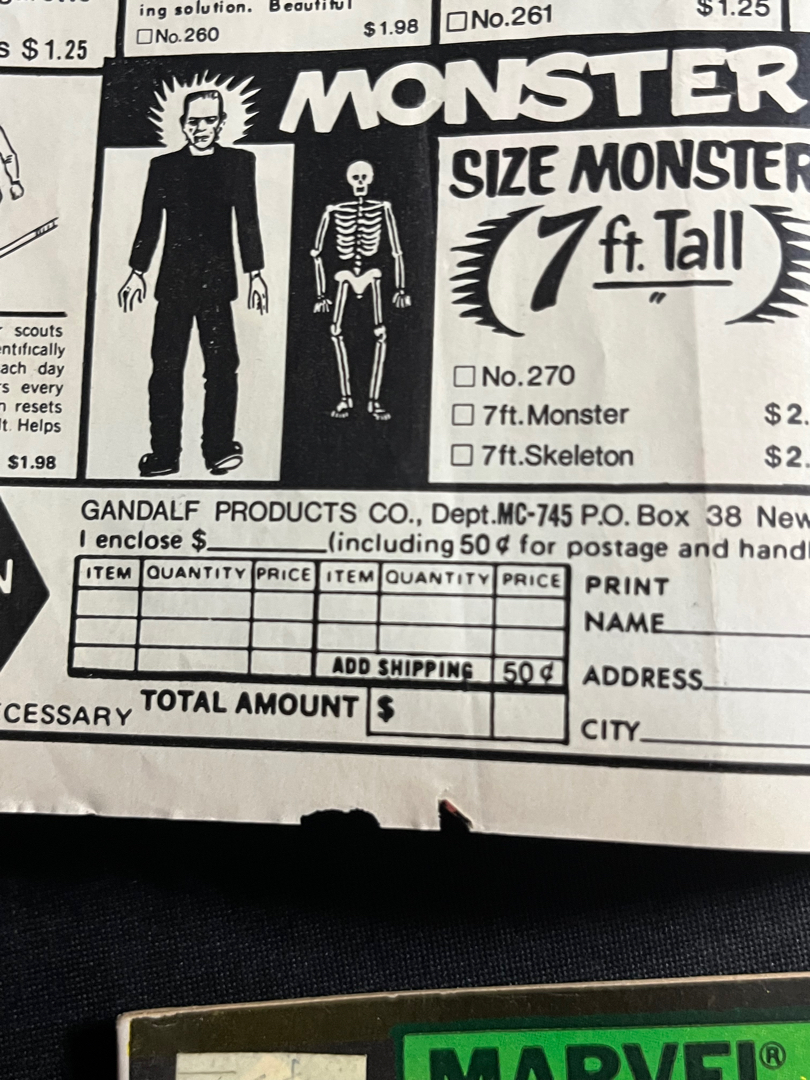 ing solution. Beautiful
☐ No.260 $1.98
☐ No.261 $1.25
s $1.25
MONSTER
SIZE MONSTER
(7 ft. Tall)
☐ No.270
☐ 7ft.Monster $2.
☐ 7ft.Skeleton $2.
scouts
entifically
ach day
rs every
n resets
lt. Helps
$1.98
GANDALF PRODUCTS CO., Dept.MC-745 P.O. Box 38 New
I enclose $ (including 50¢ for postage and handl
ITEM QUANTITY PRICE ITEM QUANTITY PRICE
ADD SHIPPING 50¢
TOTAL AMOUNT $
PRINT
NAME
ADDRESS
CITY
CESSARY
MARVEL®